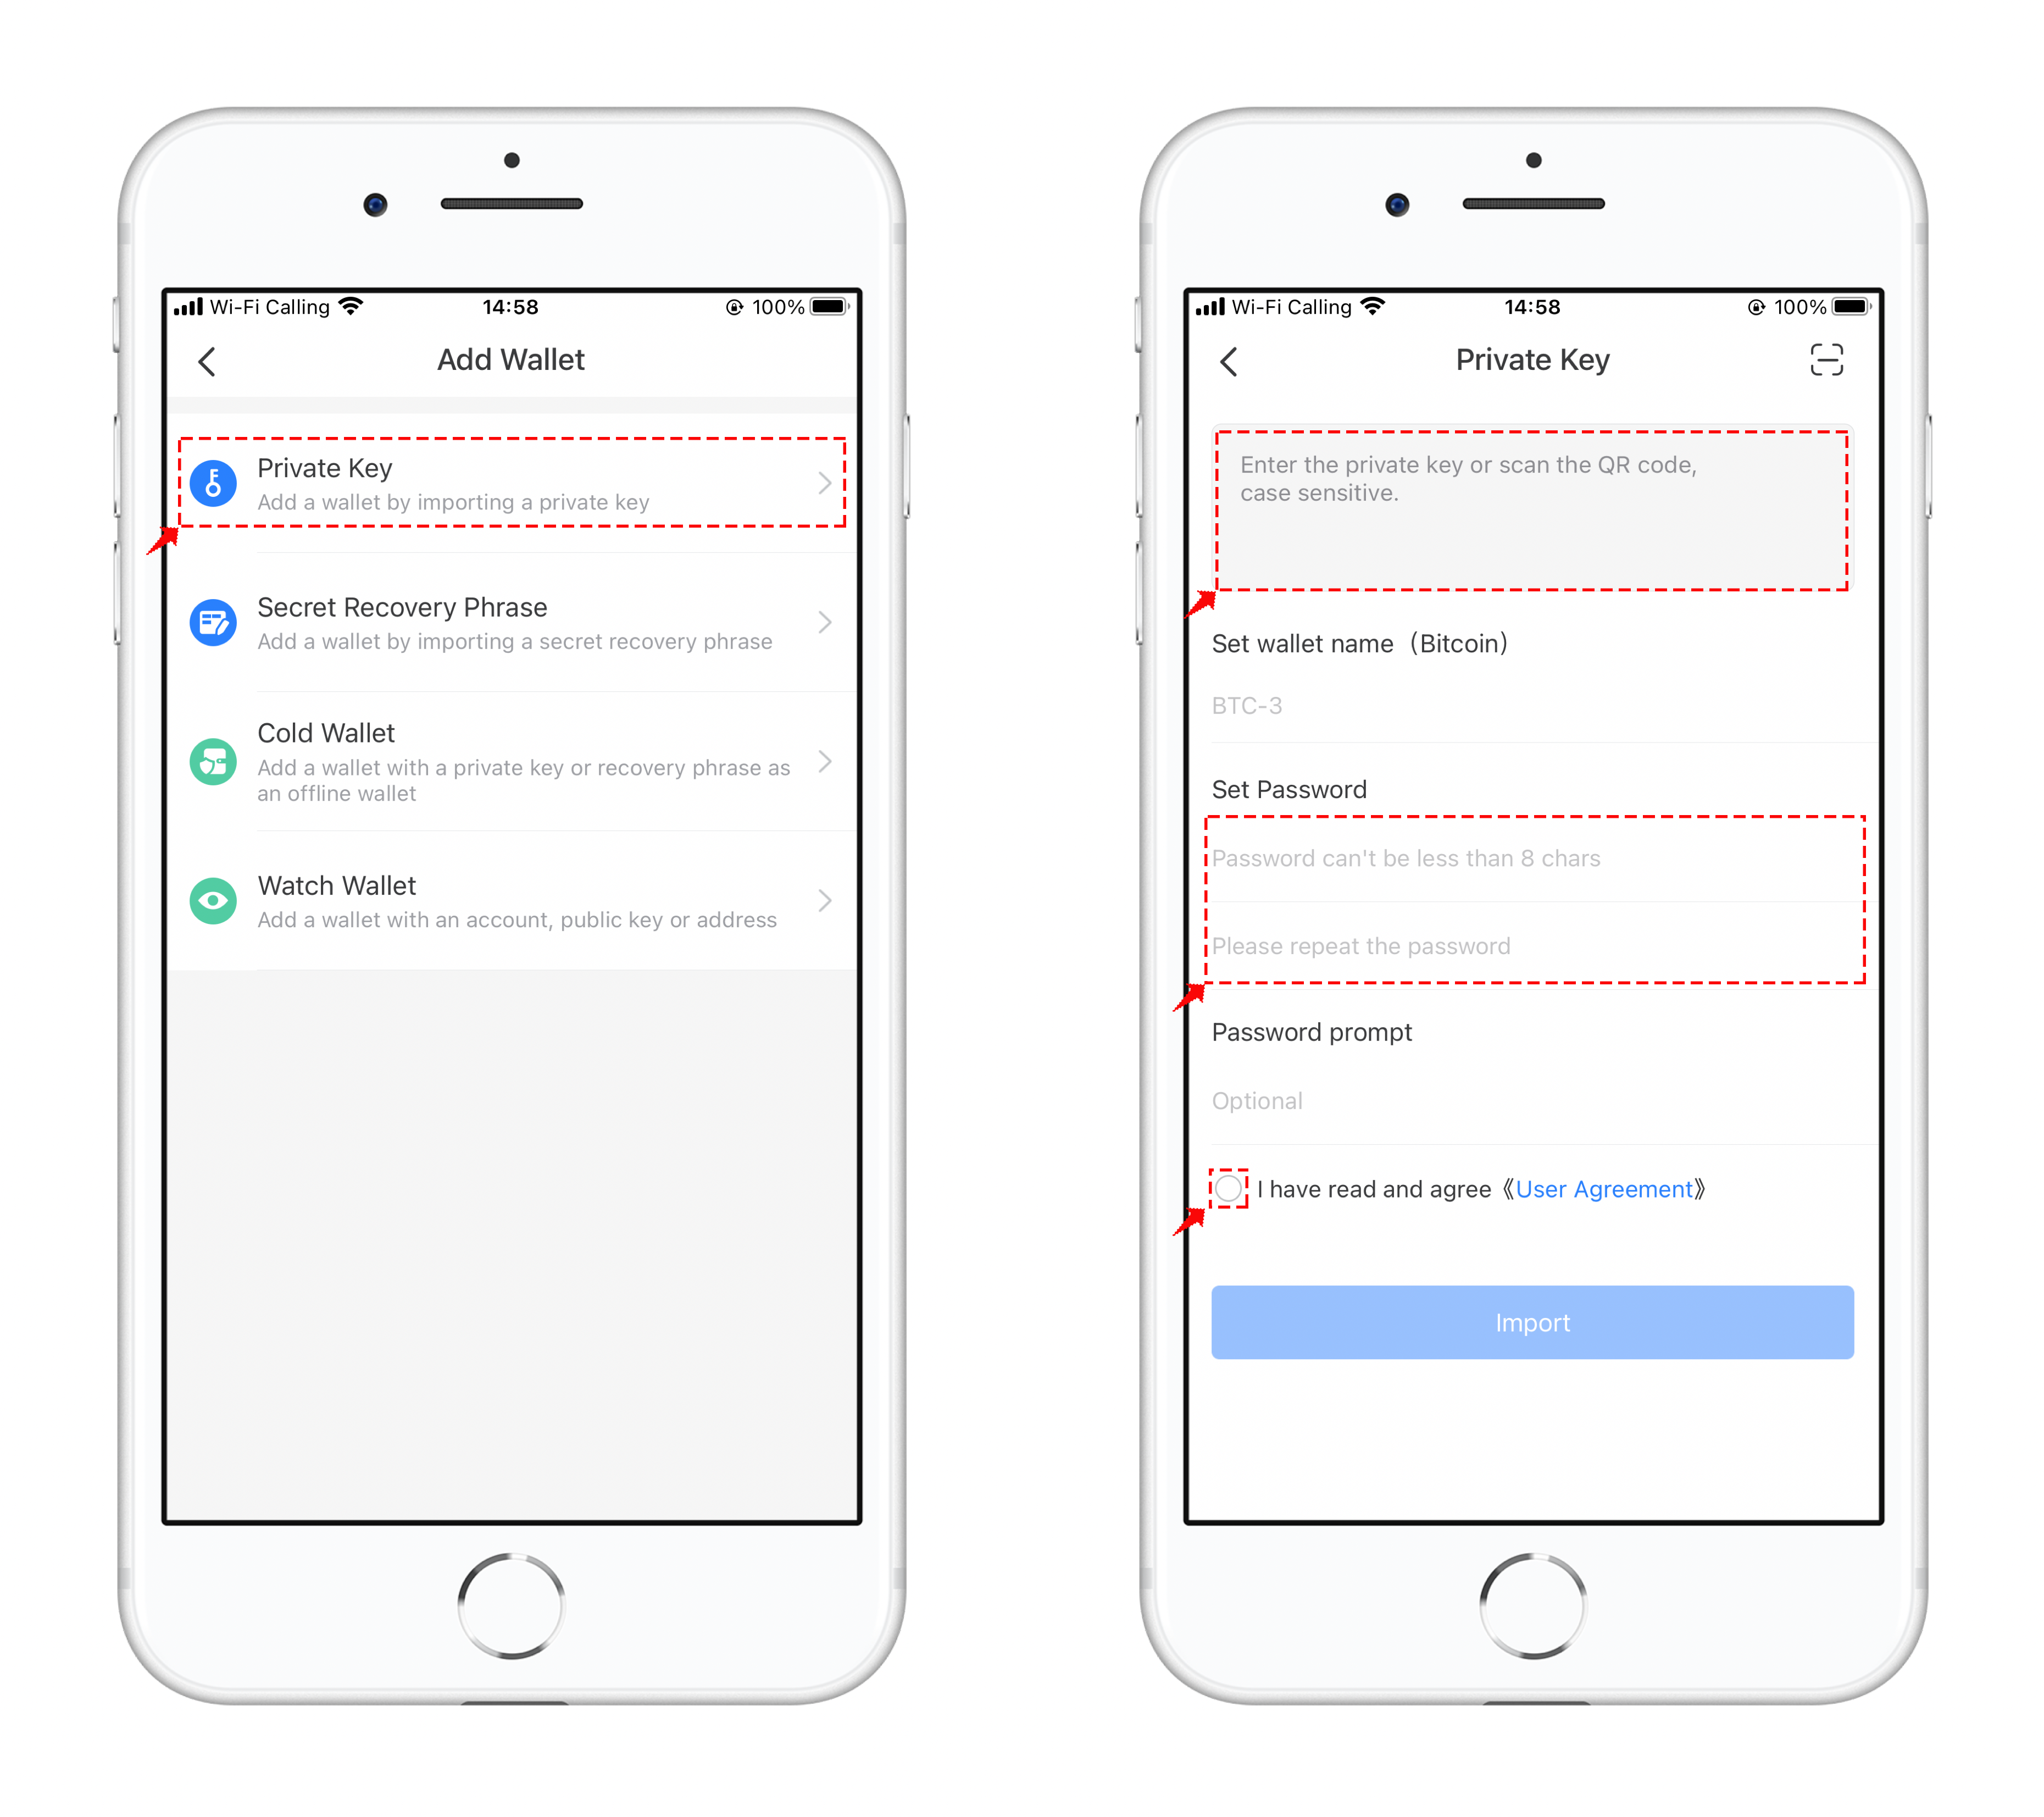 Wi-Fi Calling 14:58 100%
Add Wallet
Private Key
Add a wallet by importing a private key
Secret Recovery Phrase
Add a wallet by importing a secret recovery phrase
Cold Wallet
Add a wallet with a private key or recovery phrase as
an offline wallet
Watch Wallet
Add a wallet with an account, public key or address
Wi-Fi Calling 14:58 100%
Private Key
Enter the private key or scan the QR code,
case sensitive.
Set wallet name（Bitcoin）
BTC-3
Set Password
Password can't be less than 8 chars
Please repeat the password
Password prompt
Optional
I have read and agree《User Agreement》
Import